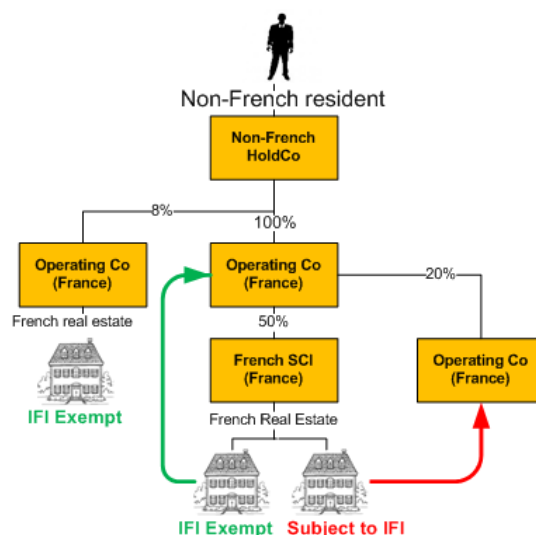 Non-French resident
Non-French
HoldCo
8%
100%
Operating Co
(France)
Operating Co
(France)
20%
French real estate
50%
IFI Exempt
French SCI
(France)
Operating Co
(France)
French Real Estate
IFI Exempt
Subject to IFI